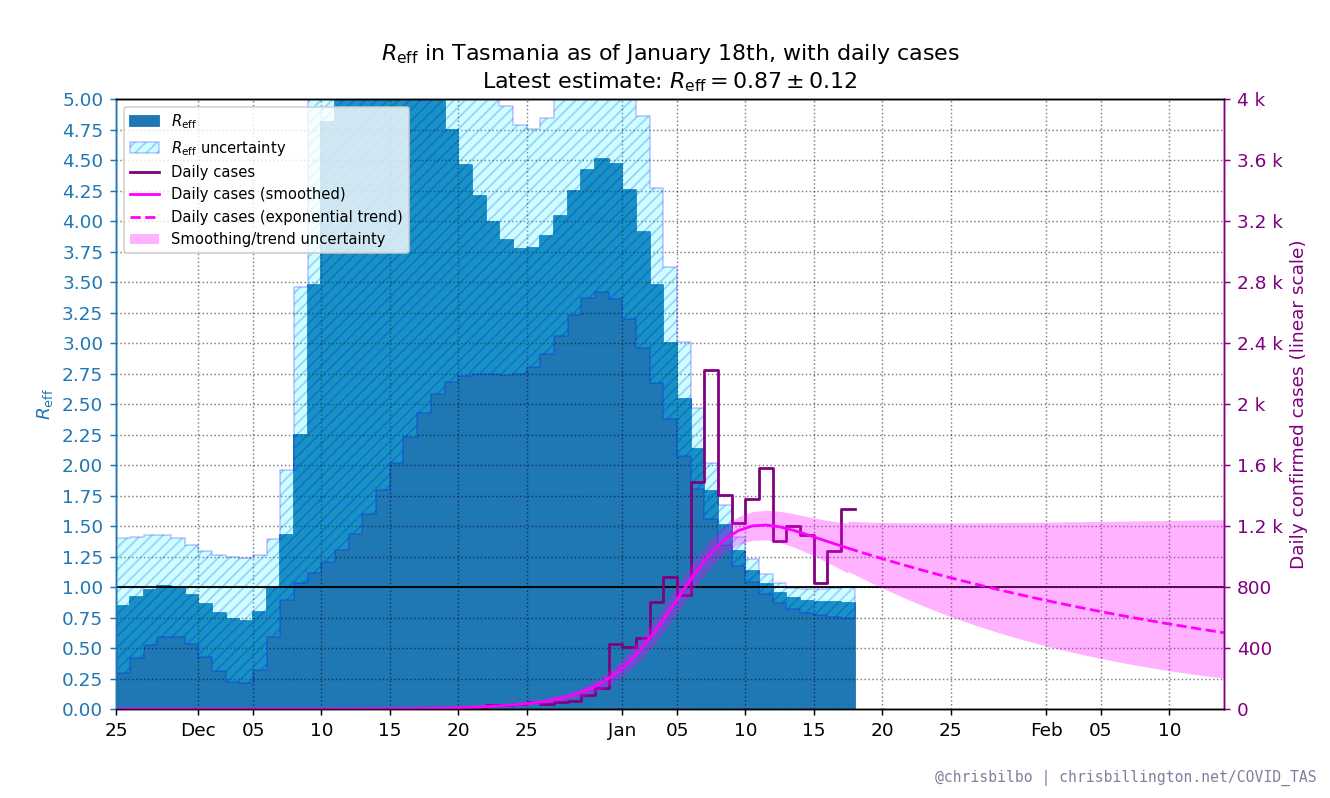 Reff in Tasmania as of January 18th, with daily cases
Latest estimate: Reff = 0.87 ± 0.12
5.00
4.75
4.50
4.25
4.00
3.75
3.50
3.25
3.00
2.75
2.50
2.25
2.00
1.75
1.50
1.25
1.00
0.75
0.50
0.25
0.00
Reff
Reff
Reff uncertainty
Daily cases
Daily cases (smoothed)
Daily cases (exponential trend)
Smoothing/trend uncertainty
4 k
3.6 k
3.2 k
2.8 k
2.4 k
2 k
1.6 k
1.2 k
800
400
0
Daily confirmed cases (linear scale)
25 Dec 05 10 15 20 25 Jan 05 10 15 20 25 Feb 05 10
@chrisbilbo | chrisbillington.net/COVID_TAS